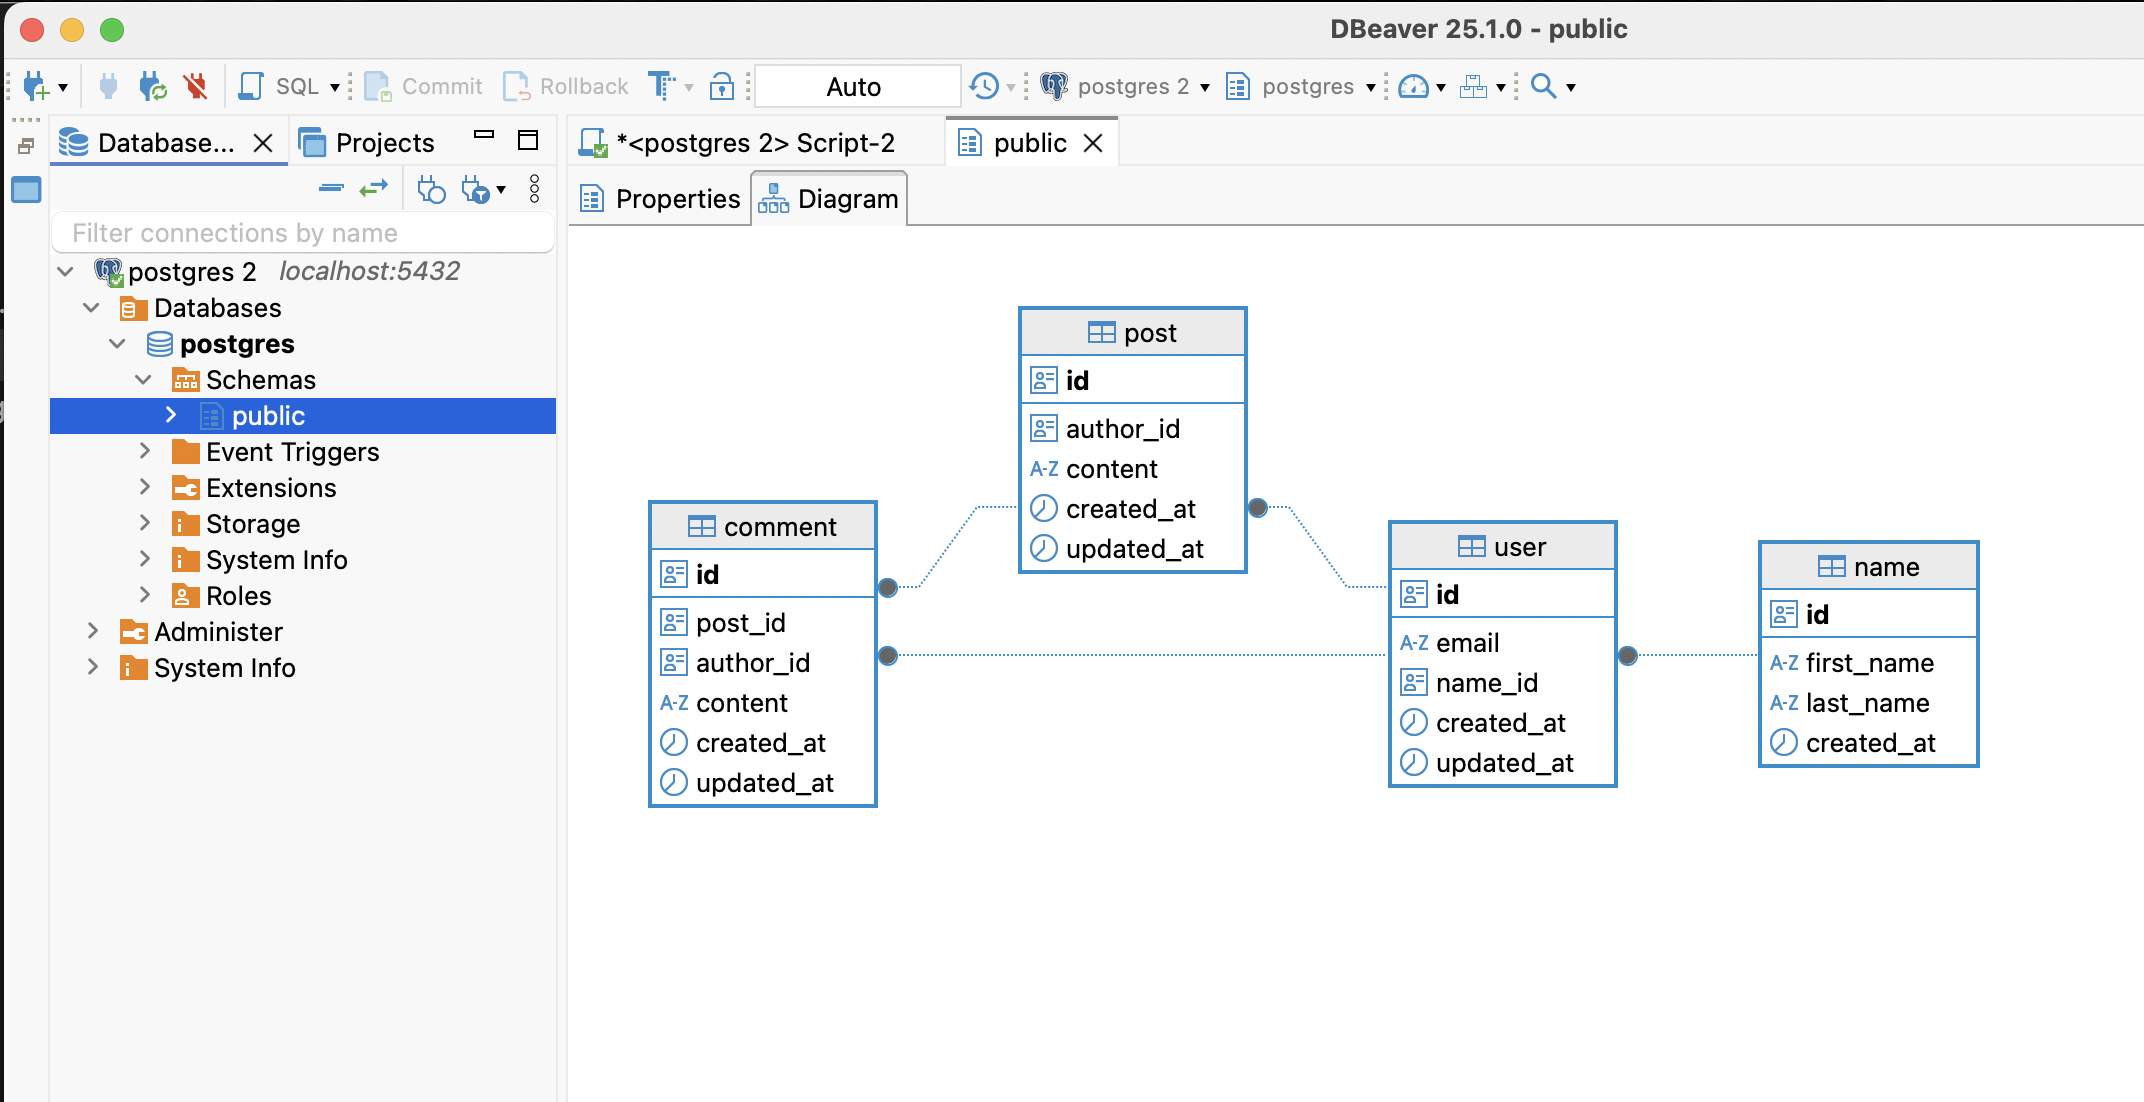 DBeaver 25.1.0 - public
SQL Commit Rollback Auto postgres 2 postgres
Database... Projects
*<postgres 2> Script-2 public
Properties Diagram
Filter connections by name
postgres 2 localhost:5432
Databases
postgres
Schemas
public
Event Triggers
Extensions
Storage
System Info
Roles
Administer
System Info
post
id
author_id
A-Z content
created_at
updated_at
comment
id
post_id
author_id
A-Z content
created_at
updated_at
user
id
A-Z email
name_id
created_at
updated_at
name
id
A-Z first_name
A-Z last_name
created_at